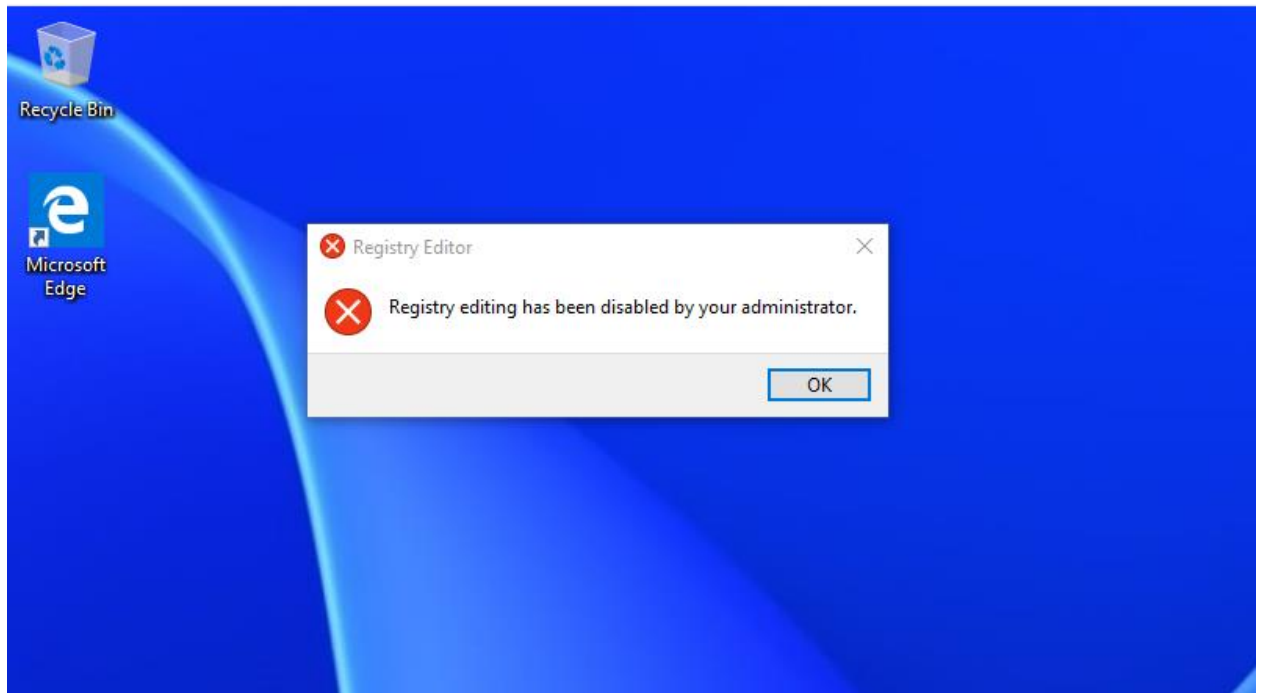 Recycle Bin
Microsoft
Edge
Registry Editor
Registry editing has been disabled by your administrator.
OK